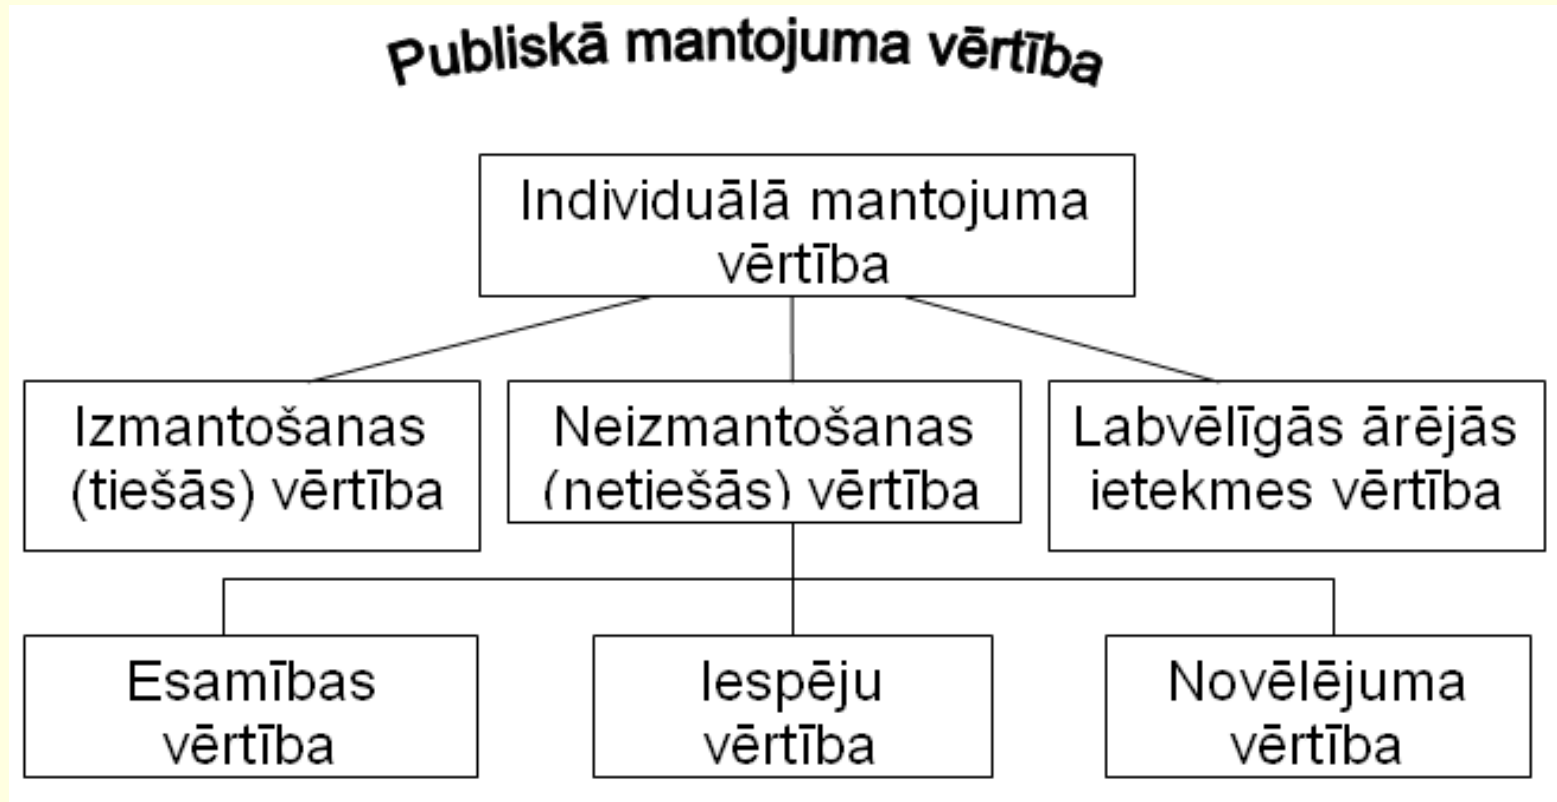 Publiskā mantojuma vērtība
Individuālā mantojuma
vērtība
Izmantošanas
(tiešās) vērtība
Neizmantošanas
(netiešās) vērtība
Labvēlīgās ārējās
ietekmes vērtība
Esamības
vērtība
Iespēju
vērtība
Novēlējuma
vērtība